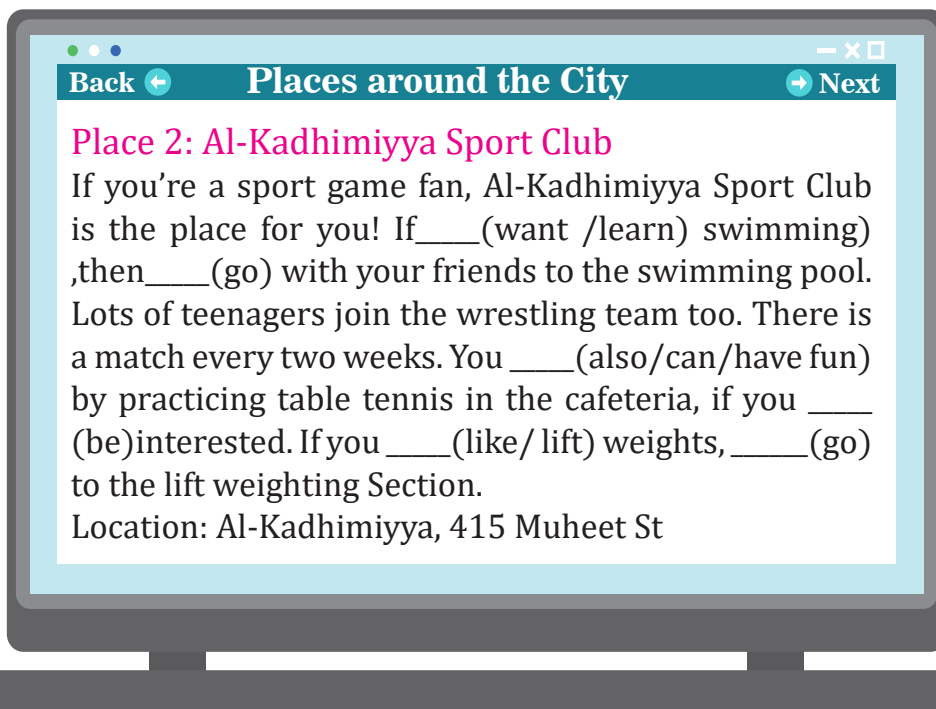 Back Places around the City Next
Place 2: Al-Kadhimiyya Sport Club
If you're a sport game fan, Al-Kadhimiyya Sport Club
is the place for you! If_____(want /learn) swimming)
,then_____(go) with your friends to the swimming pool.
Lots of teenagers join the wrestling team too. There is
a match every two weeks. You _____(also/can/have fun)
by practicing table tennis in the cafeteria, if you _____
(be)interested. If you _____(like/ lift) weights, ______(go)
to the lift weighting Section.
Location: Al-Kadhimiyya, 415 Muheet St